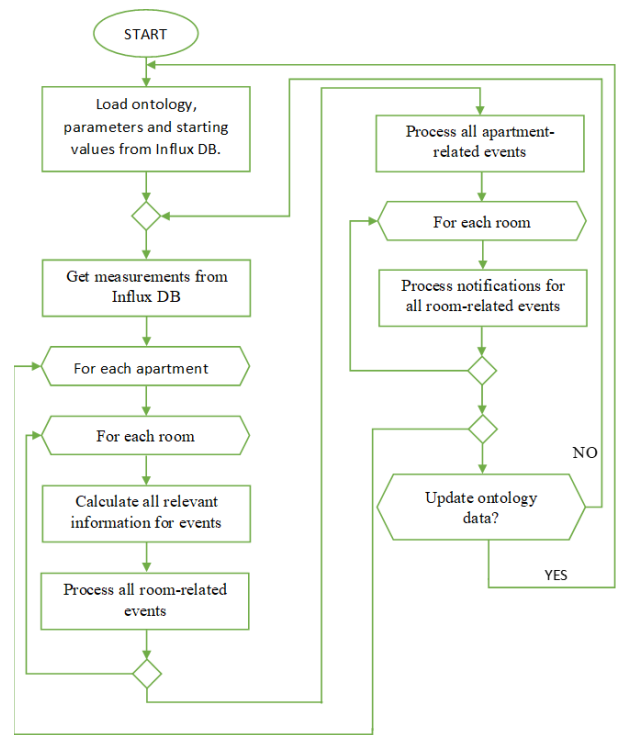 START
Load ontology,
parameters and starting
values from Influx DB.
Get measurements from
Influx DB
For each apartment
For each room
Calculate all relevant
information for events
Process all room-related
events
Process all apartment-
related events
For each room
Process notifications for
all room-related events
Update ontology
data?
NO
YES